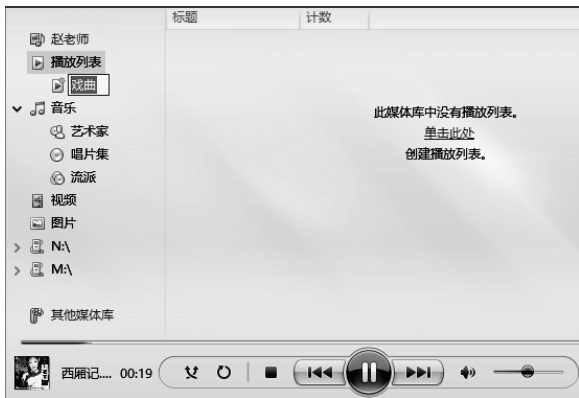 标题 计数
赵老师
播放列表
戏曲
音乐
艺术家
唱片集
流派
视频
图片
N:\
M:\
其他媒体库
此媒体库中没有播放列表。
单击此处
创建播放列表。
西厢记.... 00:19